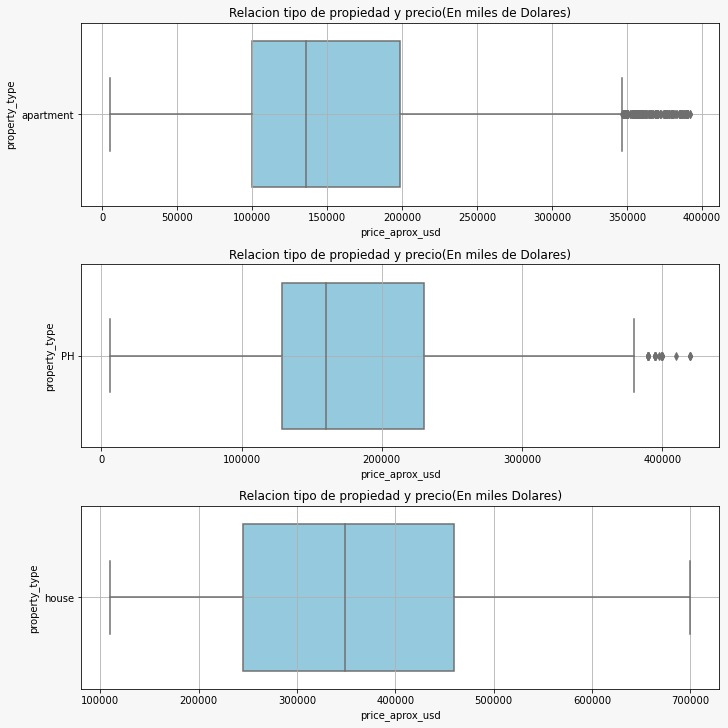 Relacion tipo de propiedad y precio(En miles de Dolares)
property_type
apartment
0 50000 100000 150000 200000 250000 300000 350000 400000
price_aprox_usd
Relacion tipo de propiedad y precio(En miles de Dolares)
property_type
PH
0 100000 200000 300000 400000
price_aprox_usd
Relacion tipo de propiedad y precio(En miles Dolares)
property_type
house
100000 200000 300000 400000 500000 600000 700000
price_aprox_usd